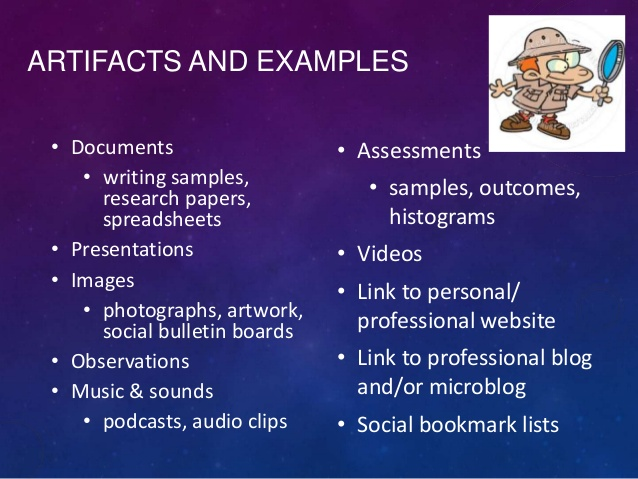 ARTIFACTS AND EXAMPLES
• Documents
• writing samples,
research papers,
spreadsheets
• Presentations
• Images
• photographs, artwork,
social bulletin boards
• Observations
• Music & sounds
• podcasts, audio clips
• Assessments
• samples, outcomes,
histograms
• Videos
• Link to personal/
professional website
• Link to professional blog
and/or microblog
• Social bookmark lists